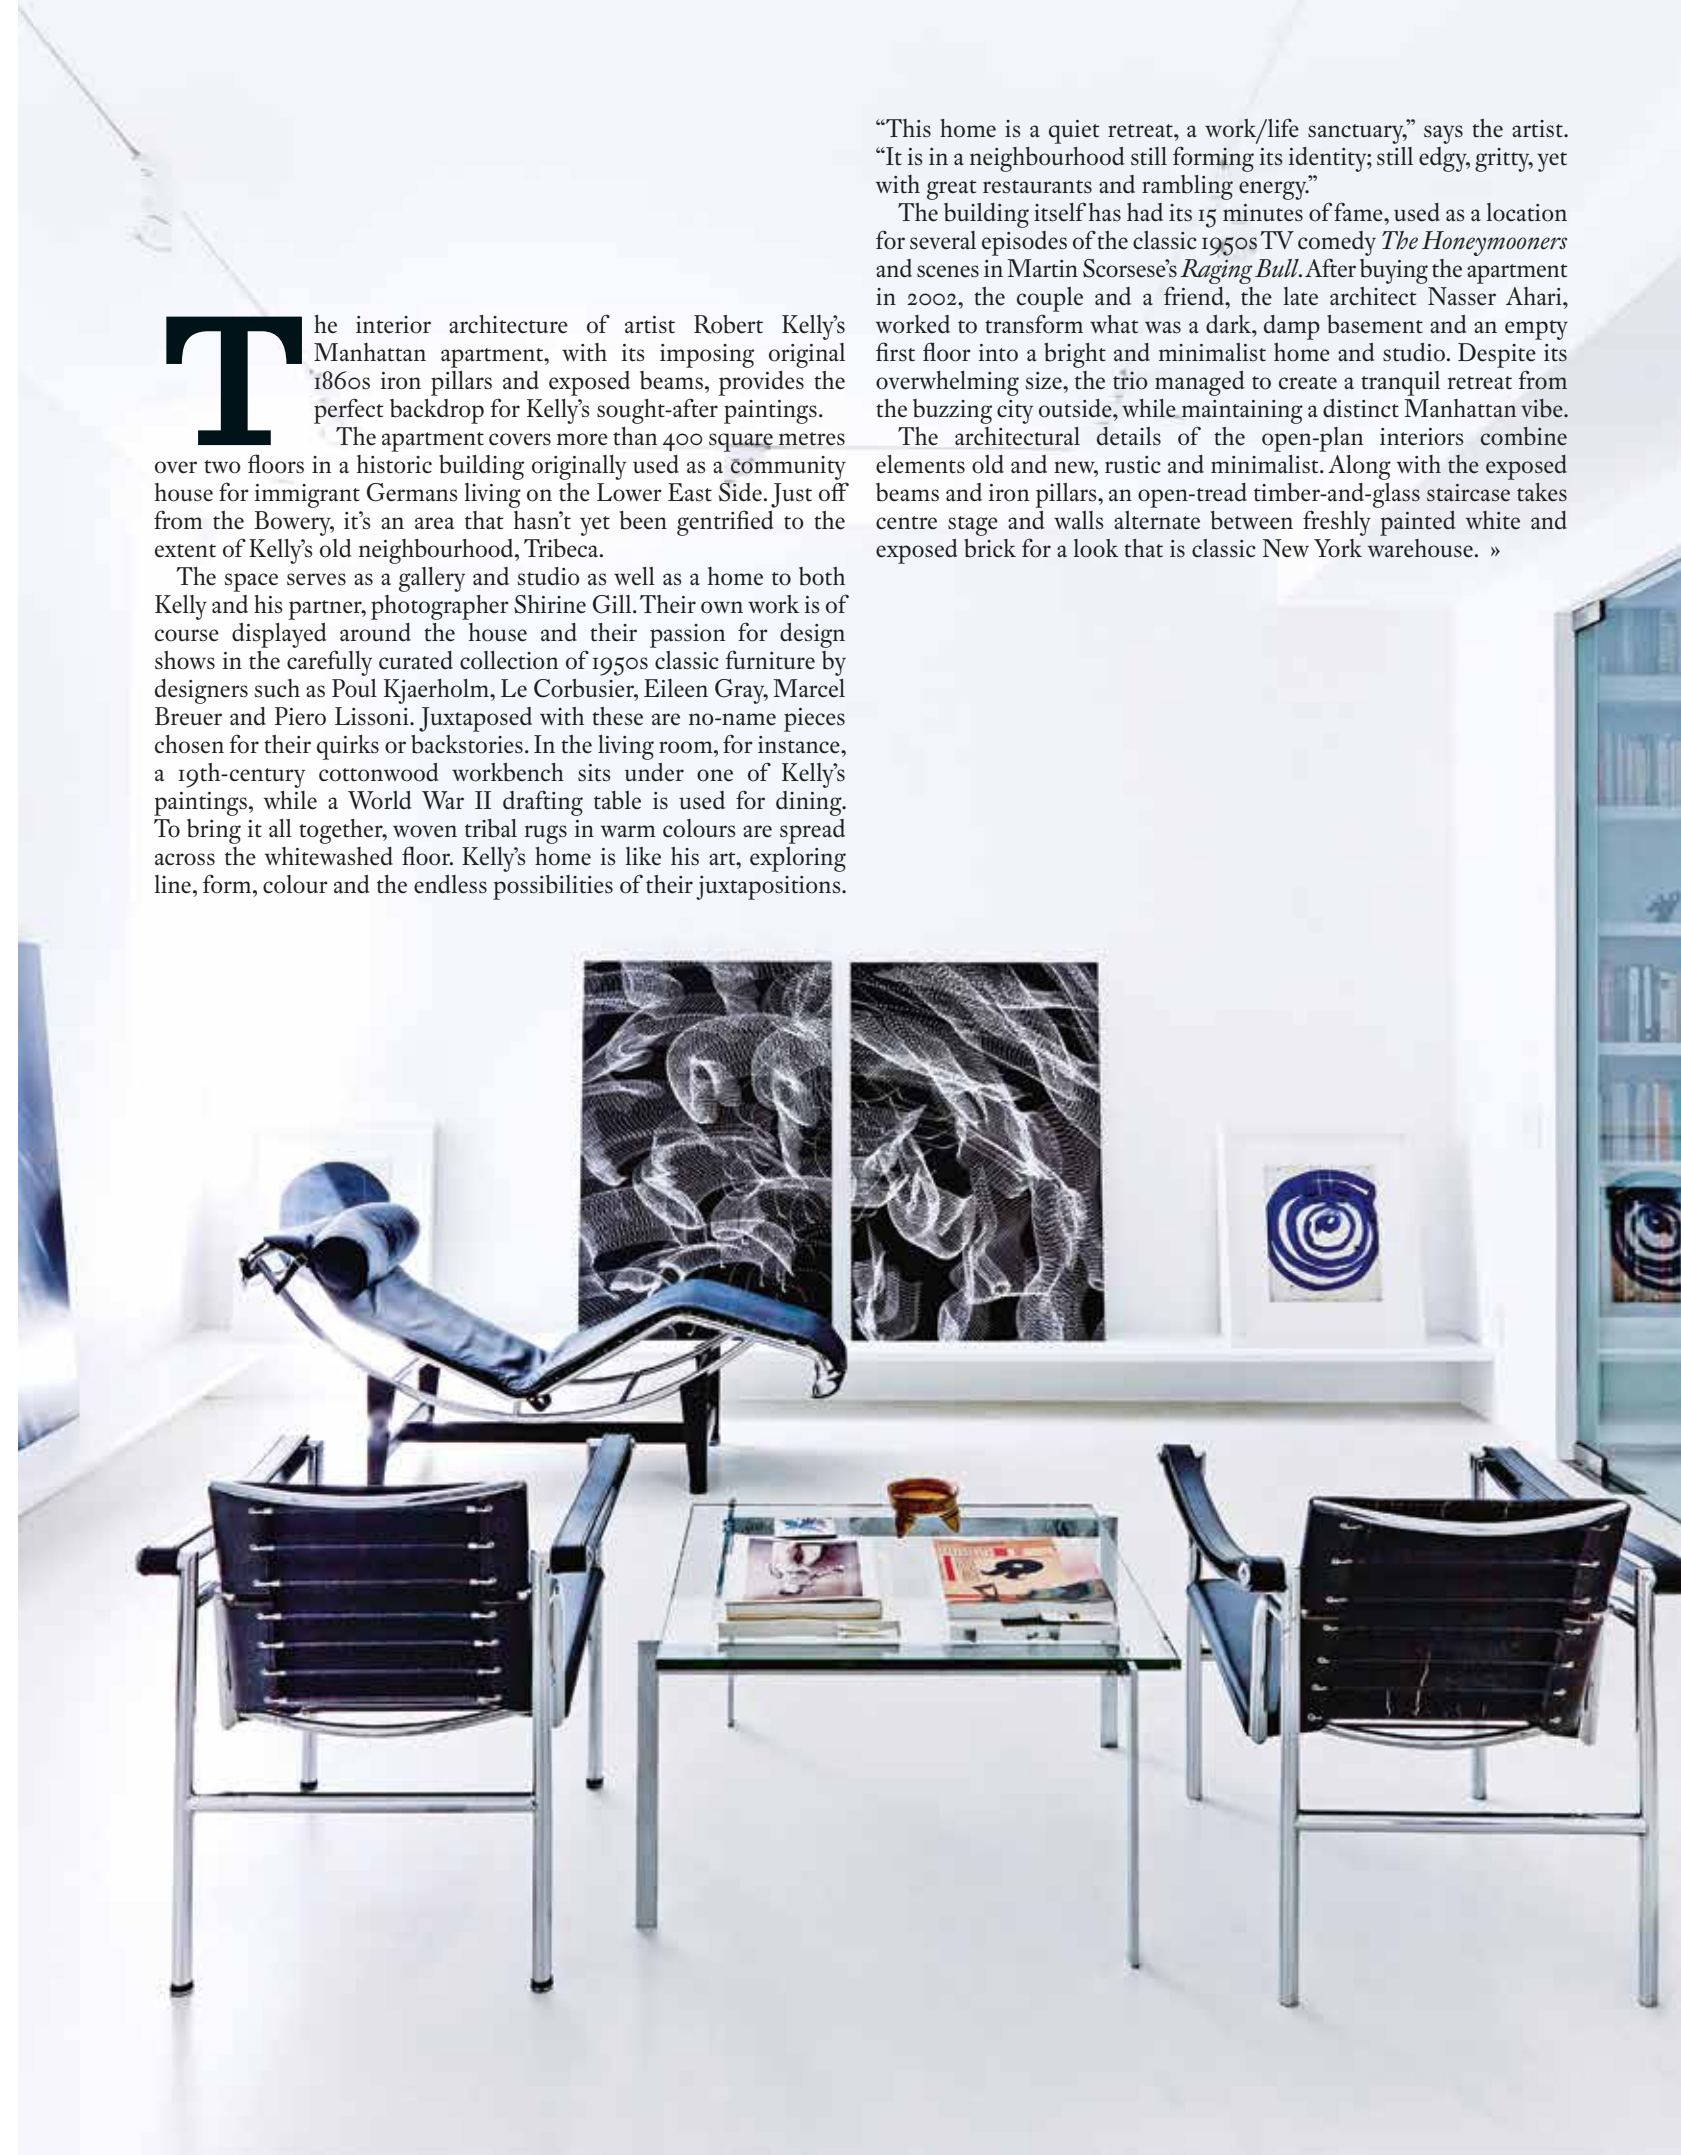 The interior architecture of artist Robert Kelly’s
Manhattan apartment, with its imposing original
1860s iron pillars and exposed beams, provides the
perfect backdrop for Kelly’s sought-after paintings.
The apartment covers more than 400 square metres
over two floors in a historic building originally used as a community
house for immigrant Germans living on the Lower East Side. Just off
from the Bowery, it’s an area that hasn’t yet been gentrified to the
extent of Kelly’s old neighbourhood, Tribeca.
The space serves as a gallery and studio as well as a home to both
Kelly and his partner, photographer Shirine Gill. Their own work is of
course displayed around the house and their passion for design
shows in the carefully curated collection of 1950s classic furniture by
designers such as Poul Kjaerholm, Le Corbusier, Eileen Gray, Marcel
Breuer and Piero Lissoni. Juxtaposed with these are no-name pieces
chosen for their quirks or backstories. In the living room, for instance,
a 19th-century cottonwood workbench sits under one of Kelly’s
paintings, while a World War II drafting table is used for dining.
To bring it all together, woven tribal rugs in warm colours are spread
across the whitewashed floor. Kelly’s home is like his art, exploring
line, form, colour and the endless possibilities of their juxtapositions.
“This home is a quiet retreat, a work/life sanctuary,” says the artist.
“It is in a neighbourhood still forming its identity; still edgy, gritty, yet
with great restaurants and rambling energy.”
The building itself has had its 15 minutes of fame, used as a location
for several episodes of the classic 1950s TV comedy The Honeymooners
and scenes in Martin Scorsese’s Raging Bull. After buying the apartment
in 2002, the couple and a friend, the late architect Nasser Ahari,
worked to transform what was a dark, damp basement and an empty
first floor into a bright and minimalist home and studio. Despite its
overwhelming size, the trio managed to create a tranquil retreat from
the buzzing city outside, while maintaining a distinct Manhattan vibe.
The architectural details of the open-plan interiors combine
elements old and new, rustic and minimalist. Along with the exposed
beams and iron pillars, an open-tread timber-and-glass staircase takes
centre stage and walls alternate between freshly painted white and
exposed brick for a look that is classic New York warehouse. »